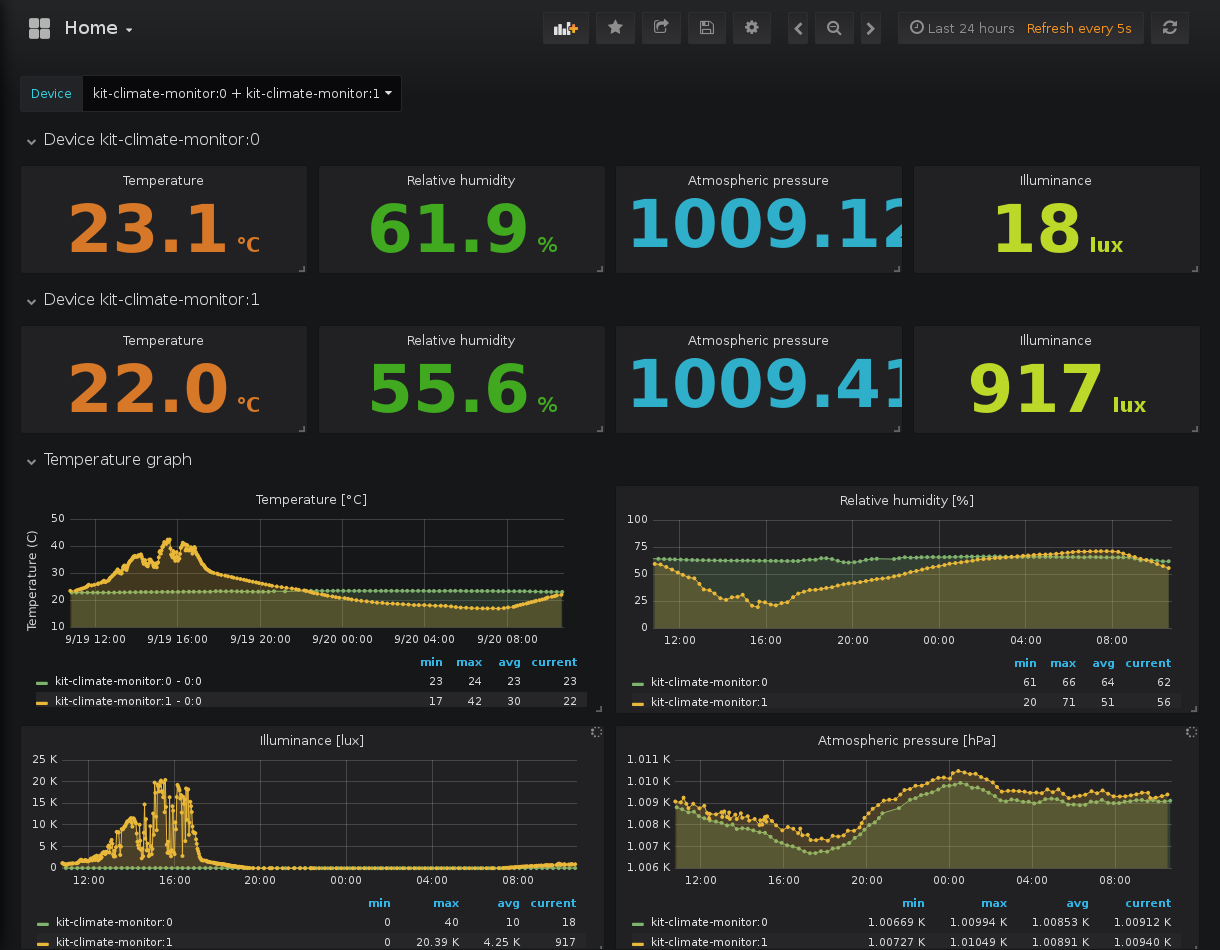 Home
Last 24 hours Refresh every 5s
Device kit-climate-monitor:0 + kit-climate-monitor:1
Device kit-climate-monitor:0
Temperature Relative humidity Atmospheric pressure Illuminance
23.1 °C 61.9 % 1009.12 18 lux
Device kit-climate-monitor:1
Temperature Relative humidity Atmospheric pressure Illuminance
22.0 °C 55.6 % 1009.41 917 lux
Temperature graph
Temperature [°C]
Temperature (C)
50
40
30
20
10
9/19 12:00 9/19 16:00 9/19 20:00 9/20 00:00 9/20 04:00 9/20 08:00
min max avg current
kit-climate-monitor:0 - 0:0 23 24 23 23
kit-climate-monitor:1 - 0:0 17 42 30 22
Relative humidity [%]
100
75
50
25
0
12:00 16:00 20:00 00:00 04:00 08:00
min max avg current
kit-climate-monitor:0 61 66 64 62
kit-climate-monitor:1 20 71 51 56
Illuminance [lux]
25 K
20 K
15 K
10 K
5 K
0
12:00 16:00 20:00 00:00 04:00 08:00
min max avg current
kit-climate-monitor:0 0 40 10 18
kit-climate-monitor:1 0 20.39 K 4.25 K 917
Atmospheric pressure [hPa]
1.011 K
1.010 K
1.009 K
1.008 K
1.007 K
1.006 K
12:00 16:00 20:00 00:00 04:00 08:00
min max avg current
kit-climate-monitor:0 1.00669 K 1.00994 K 1.00853 K 1.00912 K
kit-climate-monitor:1 1.00727 K 1.01049 K 1.00891 K 1.00940 K